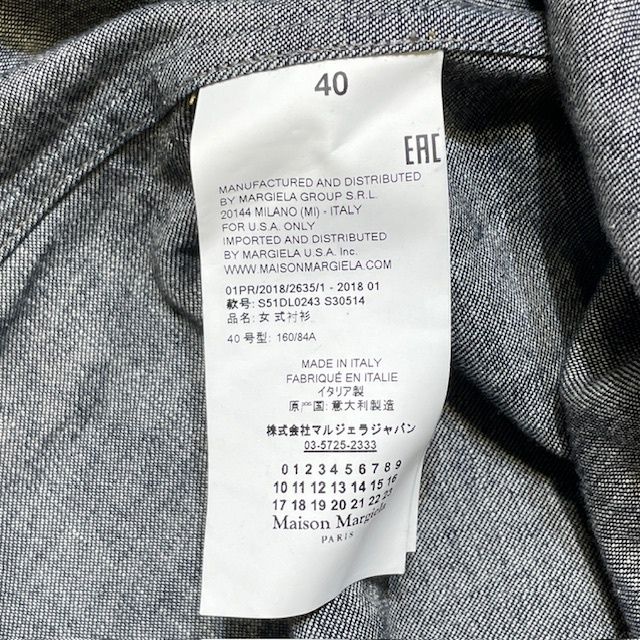 40
EAC
MANUFACTURED AND DISTRIBUTED
BY MARGIELA GROUP S.R.L.
20144 MILANO (MI) - ITALY
FOR U.S.A. ONLY
IMPORTED AND DISTRIBUTED
BY MARGIELA U.S.A. Inc.
WWW.MAISONMARGIELA.COM
01PR/2018/2635/1 - 2018 01
款号: S51DL0243 S30514
品名: 女式衬衫
40 号型: 160/84A
MADE IN ITALY
FABRIQUÉ EN ITALIE
イタリア製
原产国: 意大利製造
株式会社マルジェラジャパン
03-5725-2333
0 1 2 3 4 5 6 7 8 9
10 11 12 13 14 15 16
17 18 19 20 21 22 23
Maison Margiela
PARIS